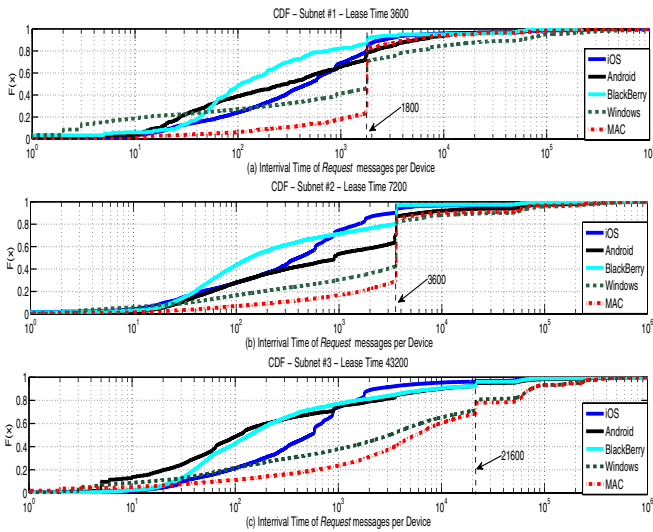 CDF – Subnet #1 – Lease Time 3600
F(x)
1
0.8
0.6
0.4
0.2
0
iOS
Android
BlackBerry
Windows
MAC
1800
10^0 10^1 10^2 10^3 10^4 10^5 10^6
(a) Interrival Time of Request messages per Device
CDF – Subnet #2 – Lease Time 7200
F(x)
1
0.8
0.6
0.4
0.2
0
iOS
Android
BlackBerry
Windows
MAC
3600
10^0 10^1 10^2 10^3 10^4 10^5 10^6
(b) Interrival Time of Request messages per Device
CDF – Subnet #3 – Lease Time 43200
F(x)
1
0.8
0.6
0.4
0.2
0
iOS
Android
BlackBerry
Windows
MAC
21600
10^0 10^1 10^2 10^3 10^4 10^5 10^6
(c) Interrival Time of Request messages per Device